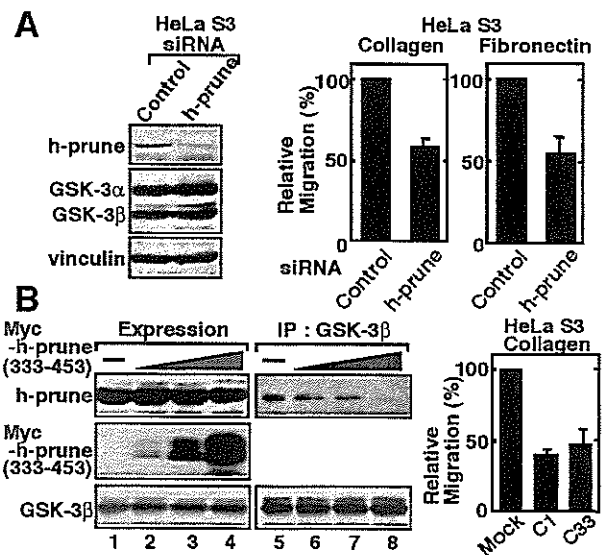 A
HeLa S3
siRNA
Control
h-prune
h-prune
GSK-3α
GSK-3β
vinculin
HeLa S3
Collagen
Fibronectin
Relative
Migration (%)
100
50
0
100
50
0
siRNA
Control
h-prune
Control
h-prune
B
Myc
-h-prune
(333-453)
Expression
IP : GSK-3β
–
–
h-prune
Myc
-h-prune
(333-453)
GSK-3β
1 2 3 4 5 6 7 8
HeLa S3
Collagen
Relative
Migration (%)
100
50
0
Mock
C1
C33